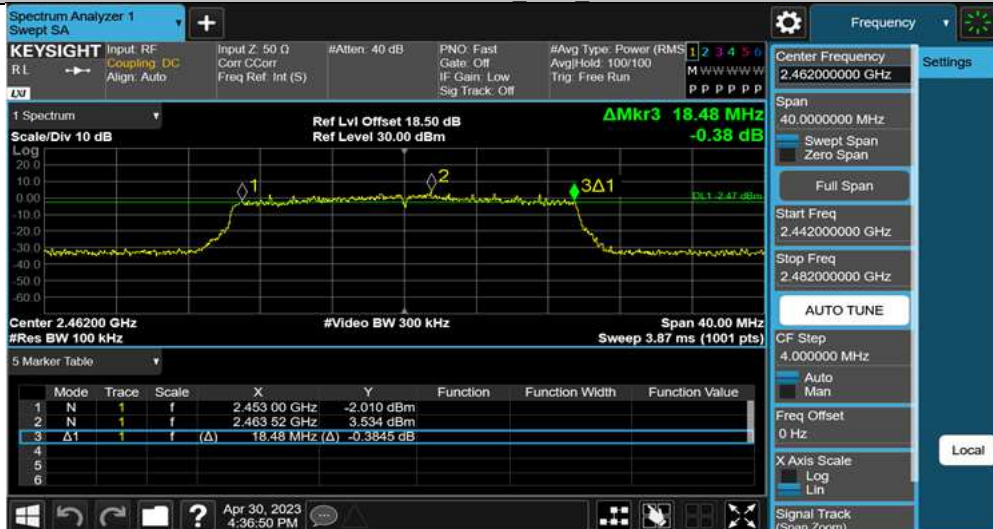 Spectrum Analyzer 1
Swept SA
Frequency
KEYSIGHT
RL
LXI
Input: RF
Coupling: DC
Align: Auto
Input Z: 50 Ω
Corr CCorr
Freq Ref: Int (S)
#Atten: 40 dB
PNO: Fast
Gate: Off
IF Gain: Low
Sig Track: Off
#Avg Type: Power (RMS
Avg|Hold: 100/100
Trig: Free Run
1 2 3 4 5 6
M W W W W W
P P P P P P
1 Spectrum
Scale/Div 10 dB
Ref Lvl Offset 18.50 dB
Ref Level 30.00 dBm
ΔMkr3 18.48 MHz
-0.38 dB
Log
20.0
10.0
0.00
-10.0
-20.0
-30.0
-40.0
-50.0
-60.0
1
2
3Δ1
DL1 -2.47 dBm
Center 2.46200 GHz
#Res BW 100 kHz
#Video BW 300 kHz
Span 40.00 MHz
Sweep 3.87 ms (1001 pts)
5 Marker Table
Mode Trace Scale X Y Function Function Width Function Value
1 N 1 f 2.453 00 GHz -2.010 dBm
2 N 1 f 2.463 52 GHz 3.534 dBm
3 Δ1 1 f (Δ) 18.48 MHz (Δ) -0.3845 dB
4
5
6
?
Apr 30, 2023
4:36:50 PM
Center Frequency
2.462000000 GHz
Span
40.0000000 MHz
Swept Span
Zero Span
Full Span
Start Freq
2.442000000 GHz
Stop Freq
2.482000000 GHz
AUTO TUNE
CF Step
4.000000 MHz
Auto
Man
Freq Offset
0 Hz
X Axis Scale
Log
Lin
Signal Track
(Span Zoom)
Settings
Local